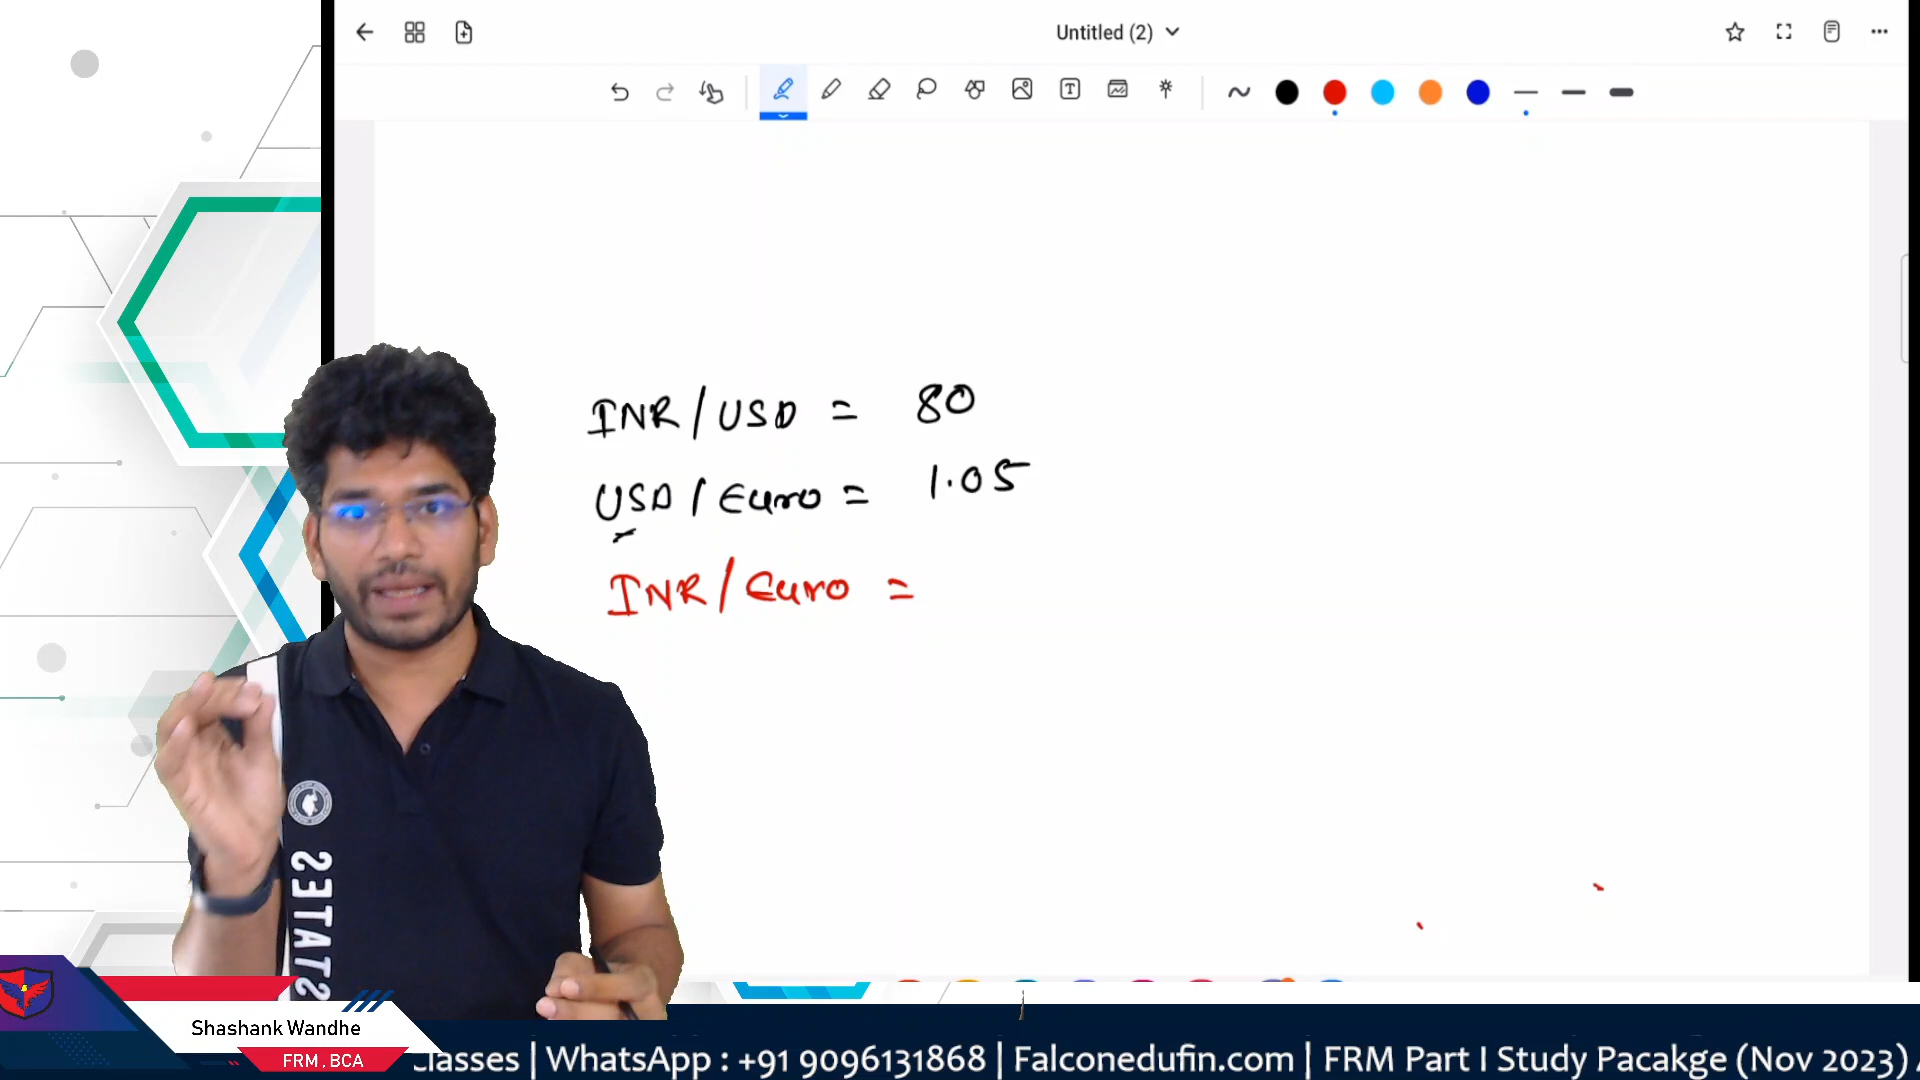 Untitled (2)
INR/USD = 80
USD/Euro = 1.05
INR/Euro =
STATES
Shashank Wandhe
FRM, BCA
Classes | WhatsApp : +91 9096131868 | Falconedufin.com | FRM Part I Study Pacakge (Nov 2023)